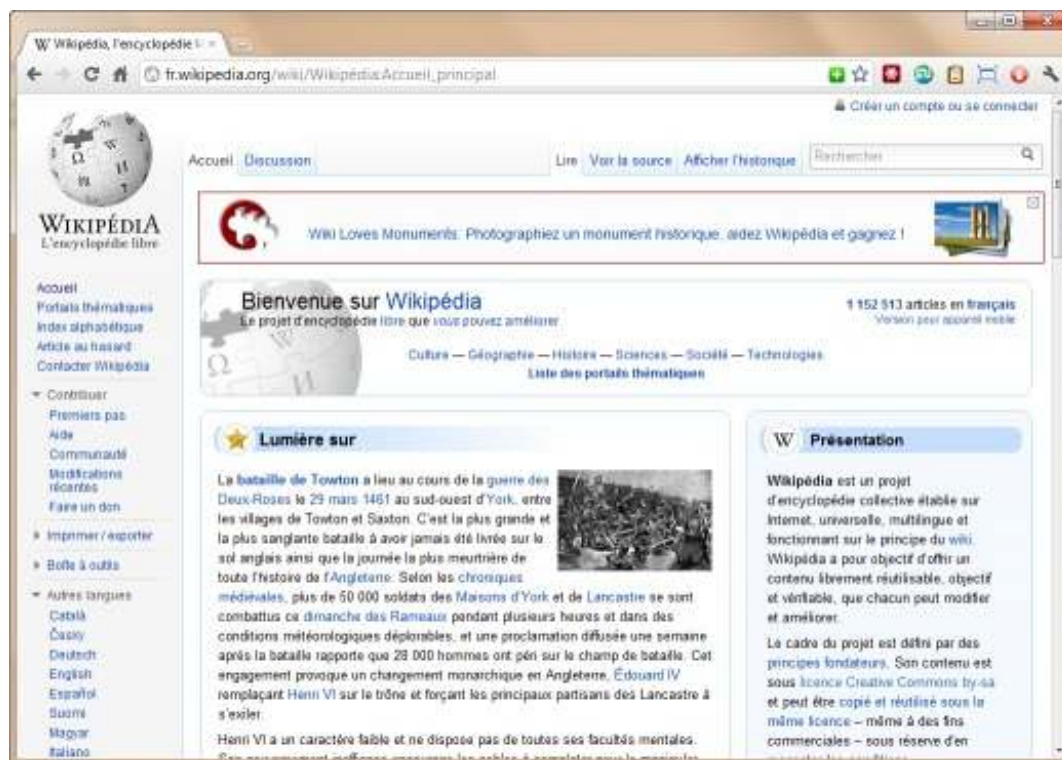 Wikipédia, l'encyclopédie l
fr.wikipedia.org/wiki/Wikipédia:Accueil_principal
Créer un compte ou se connecter
Accueil Discussion
Lire Voir la source Afficher l'historique Rechercher
WIKIPÉDIA
L'encyclopédie libre
Wiki Loves Monuments: Photographiez un monument historique, aidez Wikipédia et gagnez !
Accueil
Portails thématiques
Index alphabétique
Article au hasard
Contacter Wikipédia
Contribuer
Premiers pas
Aide
Communauté
Modifications
récentes
Faire un don
Imprimer / exporter
Boîte à outils
Autres langues
Català
Česky
Deutsch
English
Español
Suomi
Magyar
Italiano
Bienvenue sur Wikipédia
Le projet d'encyclopédie libre que vous pouvez améliorer
1 152 513 articles en français
Version pour appareil mobile
Culture — Géographie — Histoire — Sciences — Société — Technologies
Liste des portails thématiques
Lumière sur
La bataille de Towton a lieu au cours de la guerre des
Deux-Roses le 29 mars 1461 au sud-ouest d'York, entre
les villages de Towton et Saxton. C'est la plus grande et
la plus sanglante bataille à avoir jamais été livrée sur le
sol anglais ainsi que la journée la plus meurtrière de
toute l'histoire de l'Angleterre. Selon les chroniques
médiévales, plus de 50 000 soldats des Maisons d'York et de Lancastre se sont
combattus ce dimanche des Rameaux pendant plusieurs heures et dans des
conditions météorologiques déplorables, et une proclamation diffusée une semaine
après la bataille rapporte que 28 000 hommes ont péri sur le champ de bataille. Cet
engagement provoque un changement monarchique en Angleterre, Édouard IV
remplaçant Henri VI sur le trône et forçant les principaux partisans des Lancastre à
s'exiler.
Henri VI a un caractère faible et ne dispose pas de toutes ses facultés mentales.
Présentation
Wikipédia est un projet
d'encyclopédie collective établie sur
Internet, universelle, multilingue et
fonctionnant sur le principe du wiki.
Wikipédia a pour objectif d'offrir un
contenu librement réutilisable, objectif
et vérifiable, que chacun peut modifier
et améliorer.
Le cadre du projet est défini par des
principes fondateurs. Son contenu est
sous licence Creative Commons by-sa
et peut être copié et réutilisé sous la
même licence – même à des fins
commerciales – sous réserve d'en